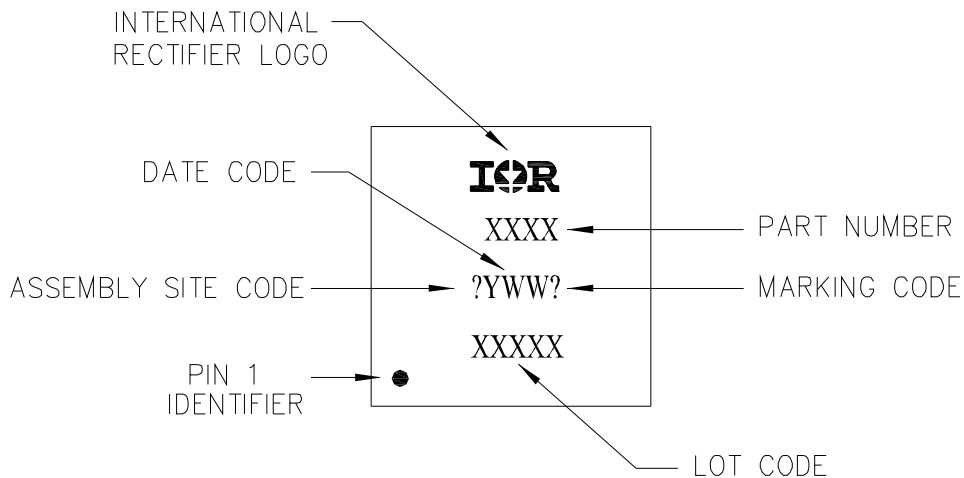 INTERNATIONAL
RECTIFIER LOGO
IOR
DATE CODE
XXXX
PART NUMBER
ASSEMBLY SITE CODE
?YWW?
MARKING CODE
XXXXX
PIN 1
IDENTIFIER
LOT CODE